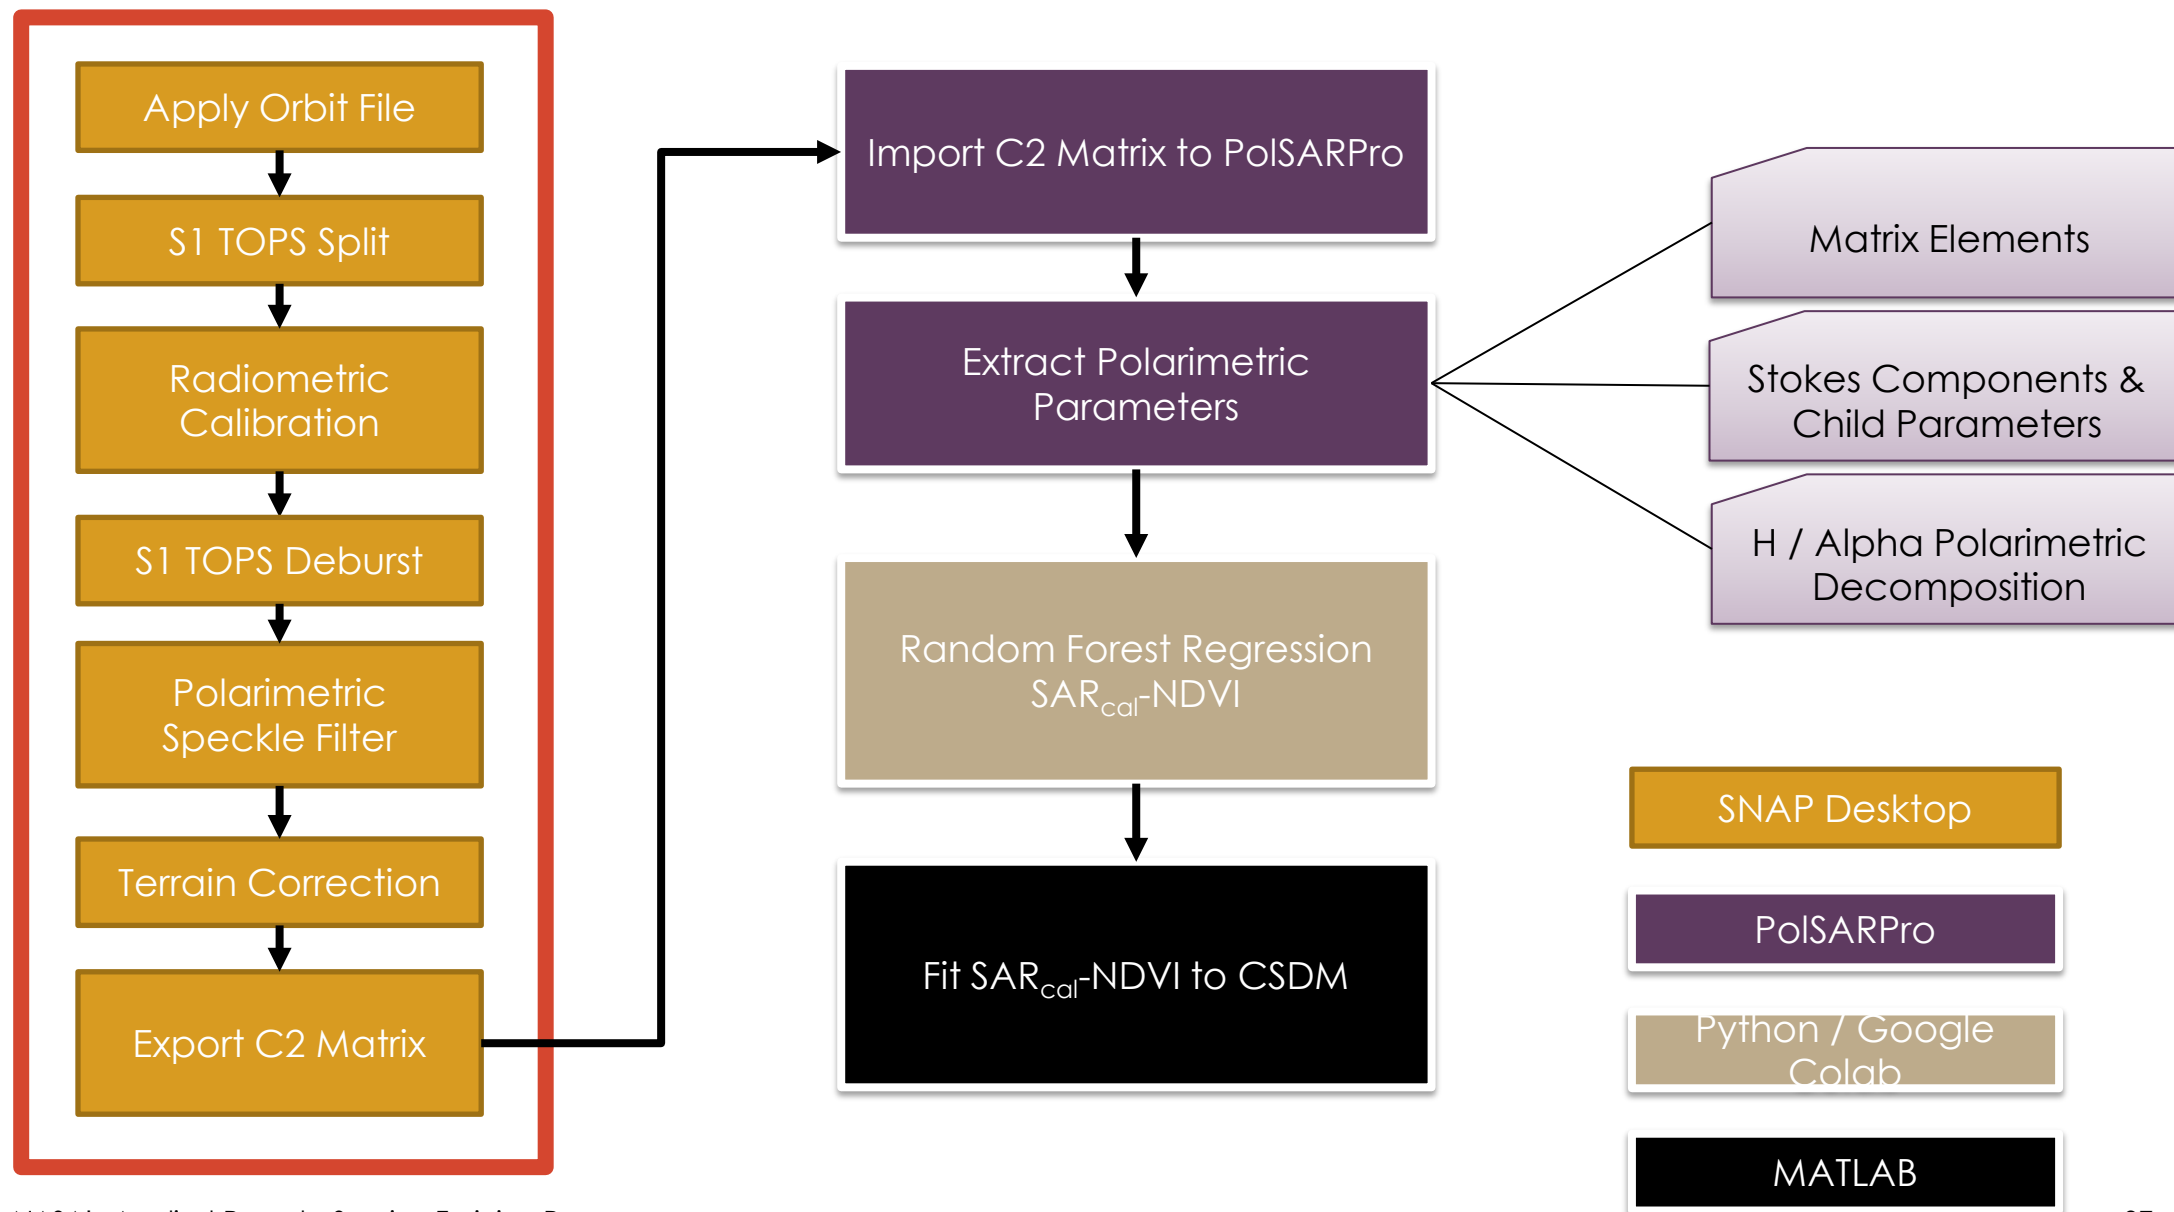 Apply Orbit File
S1 TOPS Split
Radiometric
Calibration
S1 TOPS Deburst
Polarimetric
Speckle Filter
Terrain Correction
Export C2 Matrix
Import C2 Matrix to PolSARPro
Extract Polarimetric
Parameters
Random Forest Regression
SARcal-NDVI
Fit SARcal-NDVI to CSDM
Matrix Elements
Stokes Components &
Child Parameters
H / Alpha Polarimetric
Decomposition
SNAP Desktop
PolSARPro
Python / Google
Colab
MATLAB